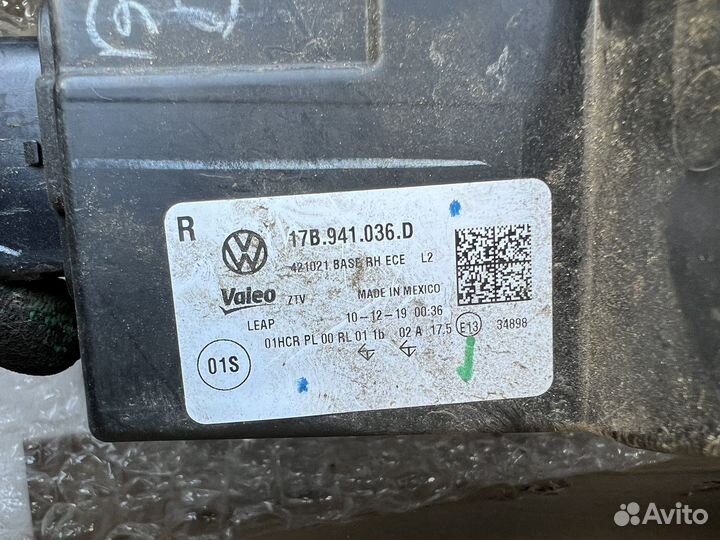 R
17B.941.036.D
421021 BASE RH ECE L2
Valeo ZTV MADE IN MEXICO
LEAP 10-12-19 00:36
01HCR PL 00 RL 01 1b 02 A 17.5 E13 34898
01S
Avito